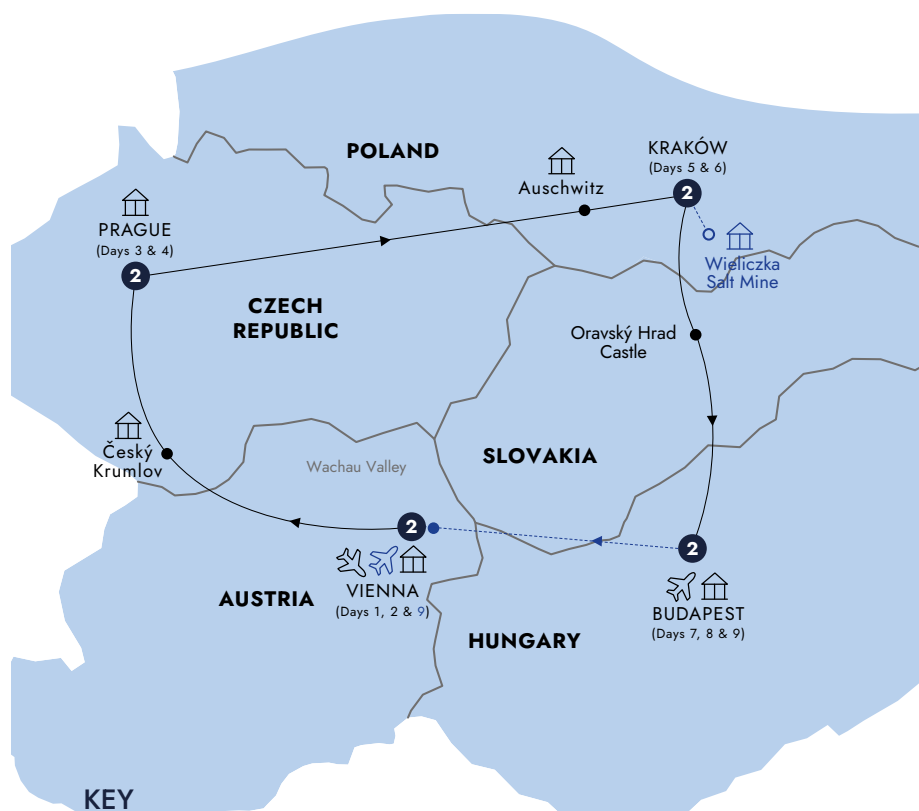 POLAND
KRAKÓW
(Days 5 & 6)
2
Auschwitz
PRAGUE
(Days 3 & 4)
2
Wieliczka
Salt Mine
CZECH
REPUBLIC
Oravský Hrad
Castle
Český
Krumlov
Wachau Valley
SLOVAKIA
2
2
VIENNA
(Days 1, 2 & 9)
AUSTRIA
BUDAPEST
(Days 7, 8 & 9)
HUNGARY
KEY